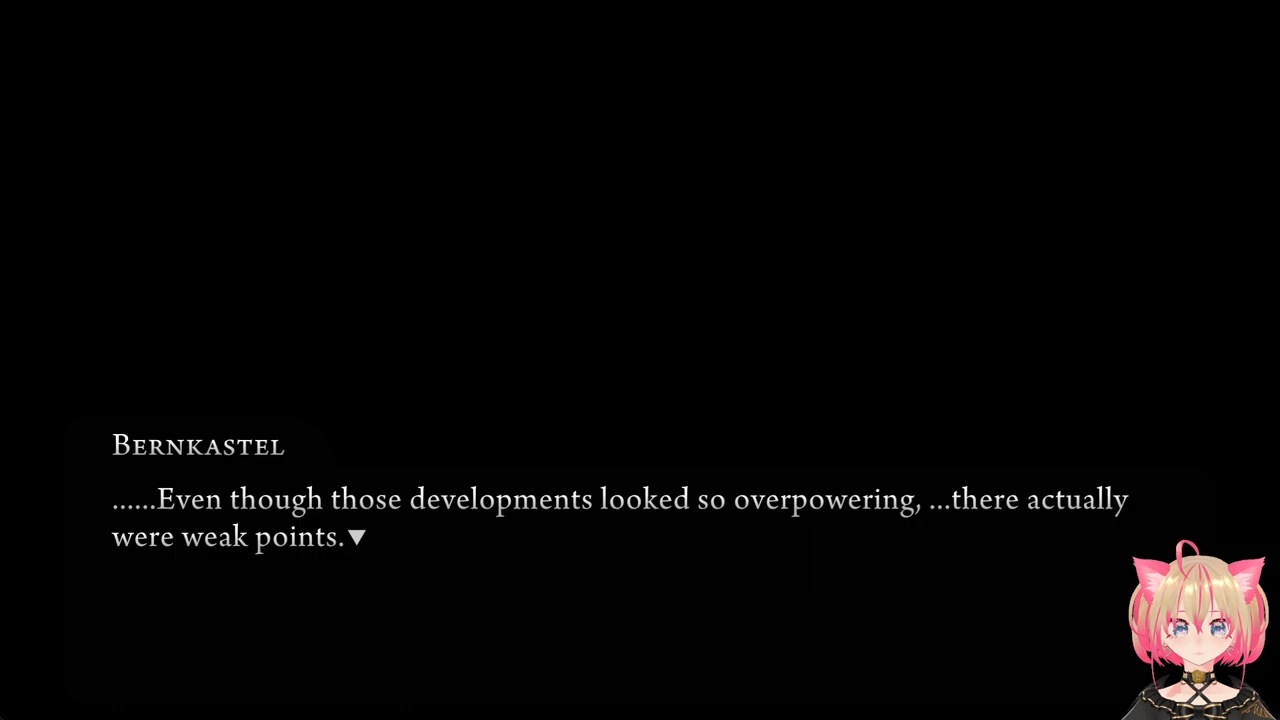 Bernkastel
......Even though those developments looked so overpowering, ...there actually
were weak points.▼